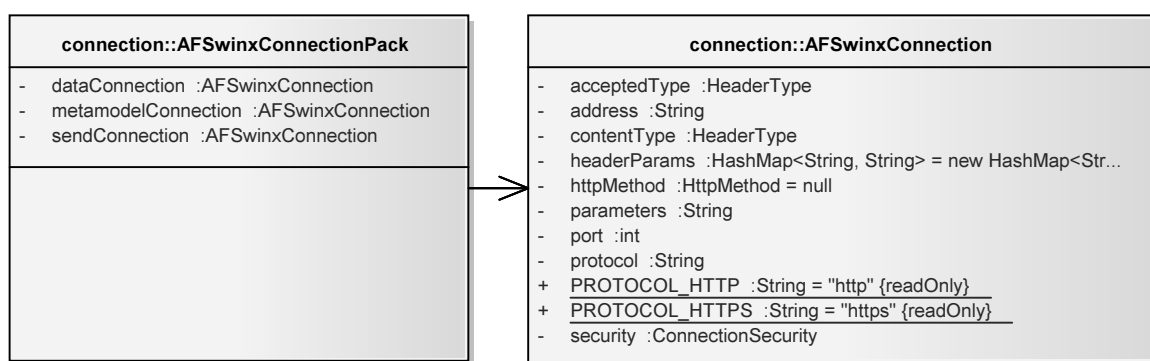 connection::AFSwinxConnectionPack
- dataConnection :AFSwinxConnection
- metamodelConnection :AFSwinxConnection
- sendConnection :AFSwinxConnection
connection::AFSwinxConnection
- acceptedType :HeaderType
- address :String
- contentType :HeaderType
- headerParams :HashMap<String, String> = new HashMap<Str...
- httpMethod :HttpMethod = null
- parameters :String
- port :int
- protocol :String
+ PROTOCOL_HTTP :String = "http" {readOnly}
+ PROTOCOL_HTTPS :String = "https" {readOnly}
- security :ConnectionSecurity